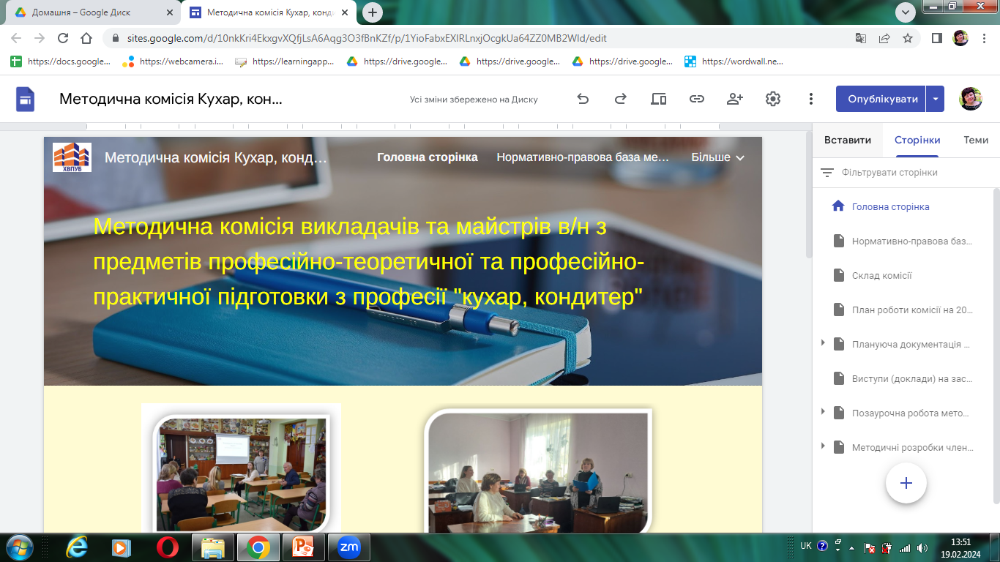 Домашня – Google Диск
Методична комісія Кухар, конди
sites.google.com/d/10nkKri4EkxgvXQfjLsA6Aqg3O3fBnKZf/p/1YioFabxEXlRLnxjOcgkUa64ZZ0MB2Wld/edit
https://docs.google...
https://webcamera.i...
https://learningapp...
https://drive.google...
https://drive.google...
https://drive.google...
https://wordwall.ne...
Методична комісія Кухар, кон...
Усі зміни збережено на Диску
Опублікувати
Вставити
Сторінки
Теми
ХВПУБ
Методична комісія Кухар, конд...
Головна сторінка
Нормативно-правова база ме...
Більше
Методична комісія викладачів та майстрів в/н з
предметів професійно-теоретичної та професійно-
практичної підготовки з професії "кухар, кондитер"
Фільтрувати сторінки
Головна сторінка
Нормативно-правова баз...
Склад комісії
План роботи комісії на 20...
Плануюча документація ...
Виступи (доклади) на зас...
Позаурочна робота мето...
Методичні розробки член...
zm
UK
13:51
19.02.2024